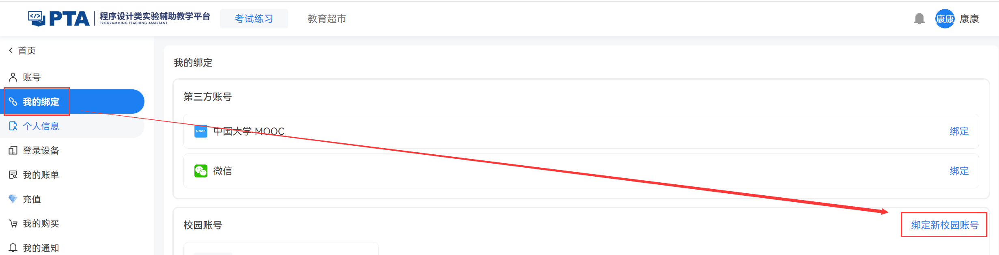 PTA 程序设计类实验辅助教学平台
PROGRAMMING TEACHING ASSISTANT
考试练习
教育超市
康康 康康
首页
账号
我的绑定
个人信息
登录设备
我的账单
充值
我的购买
我的通知
我的绑定
第三方账号
MOOC 中国大学 MOOC
绑定
微信
绑定
校园账号
绑定新校园账号